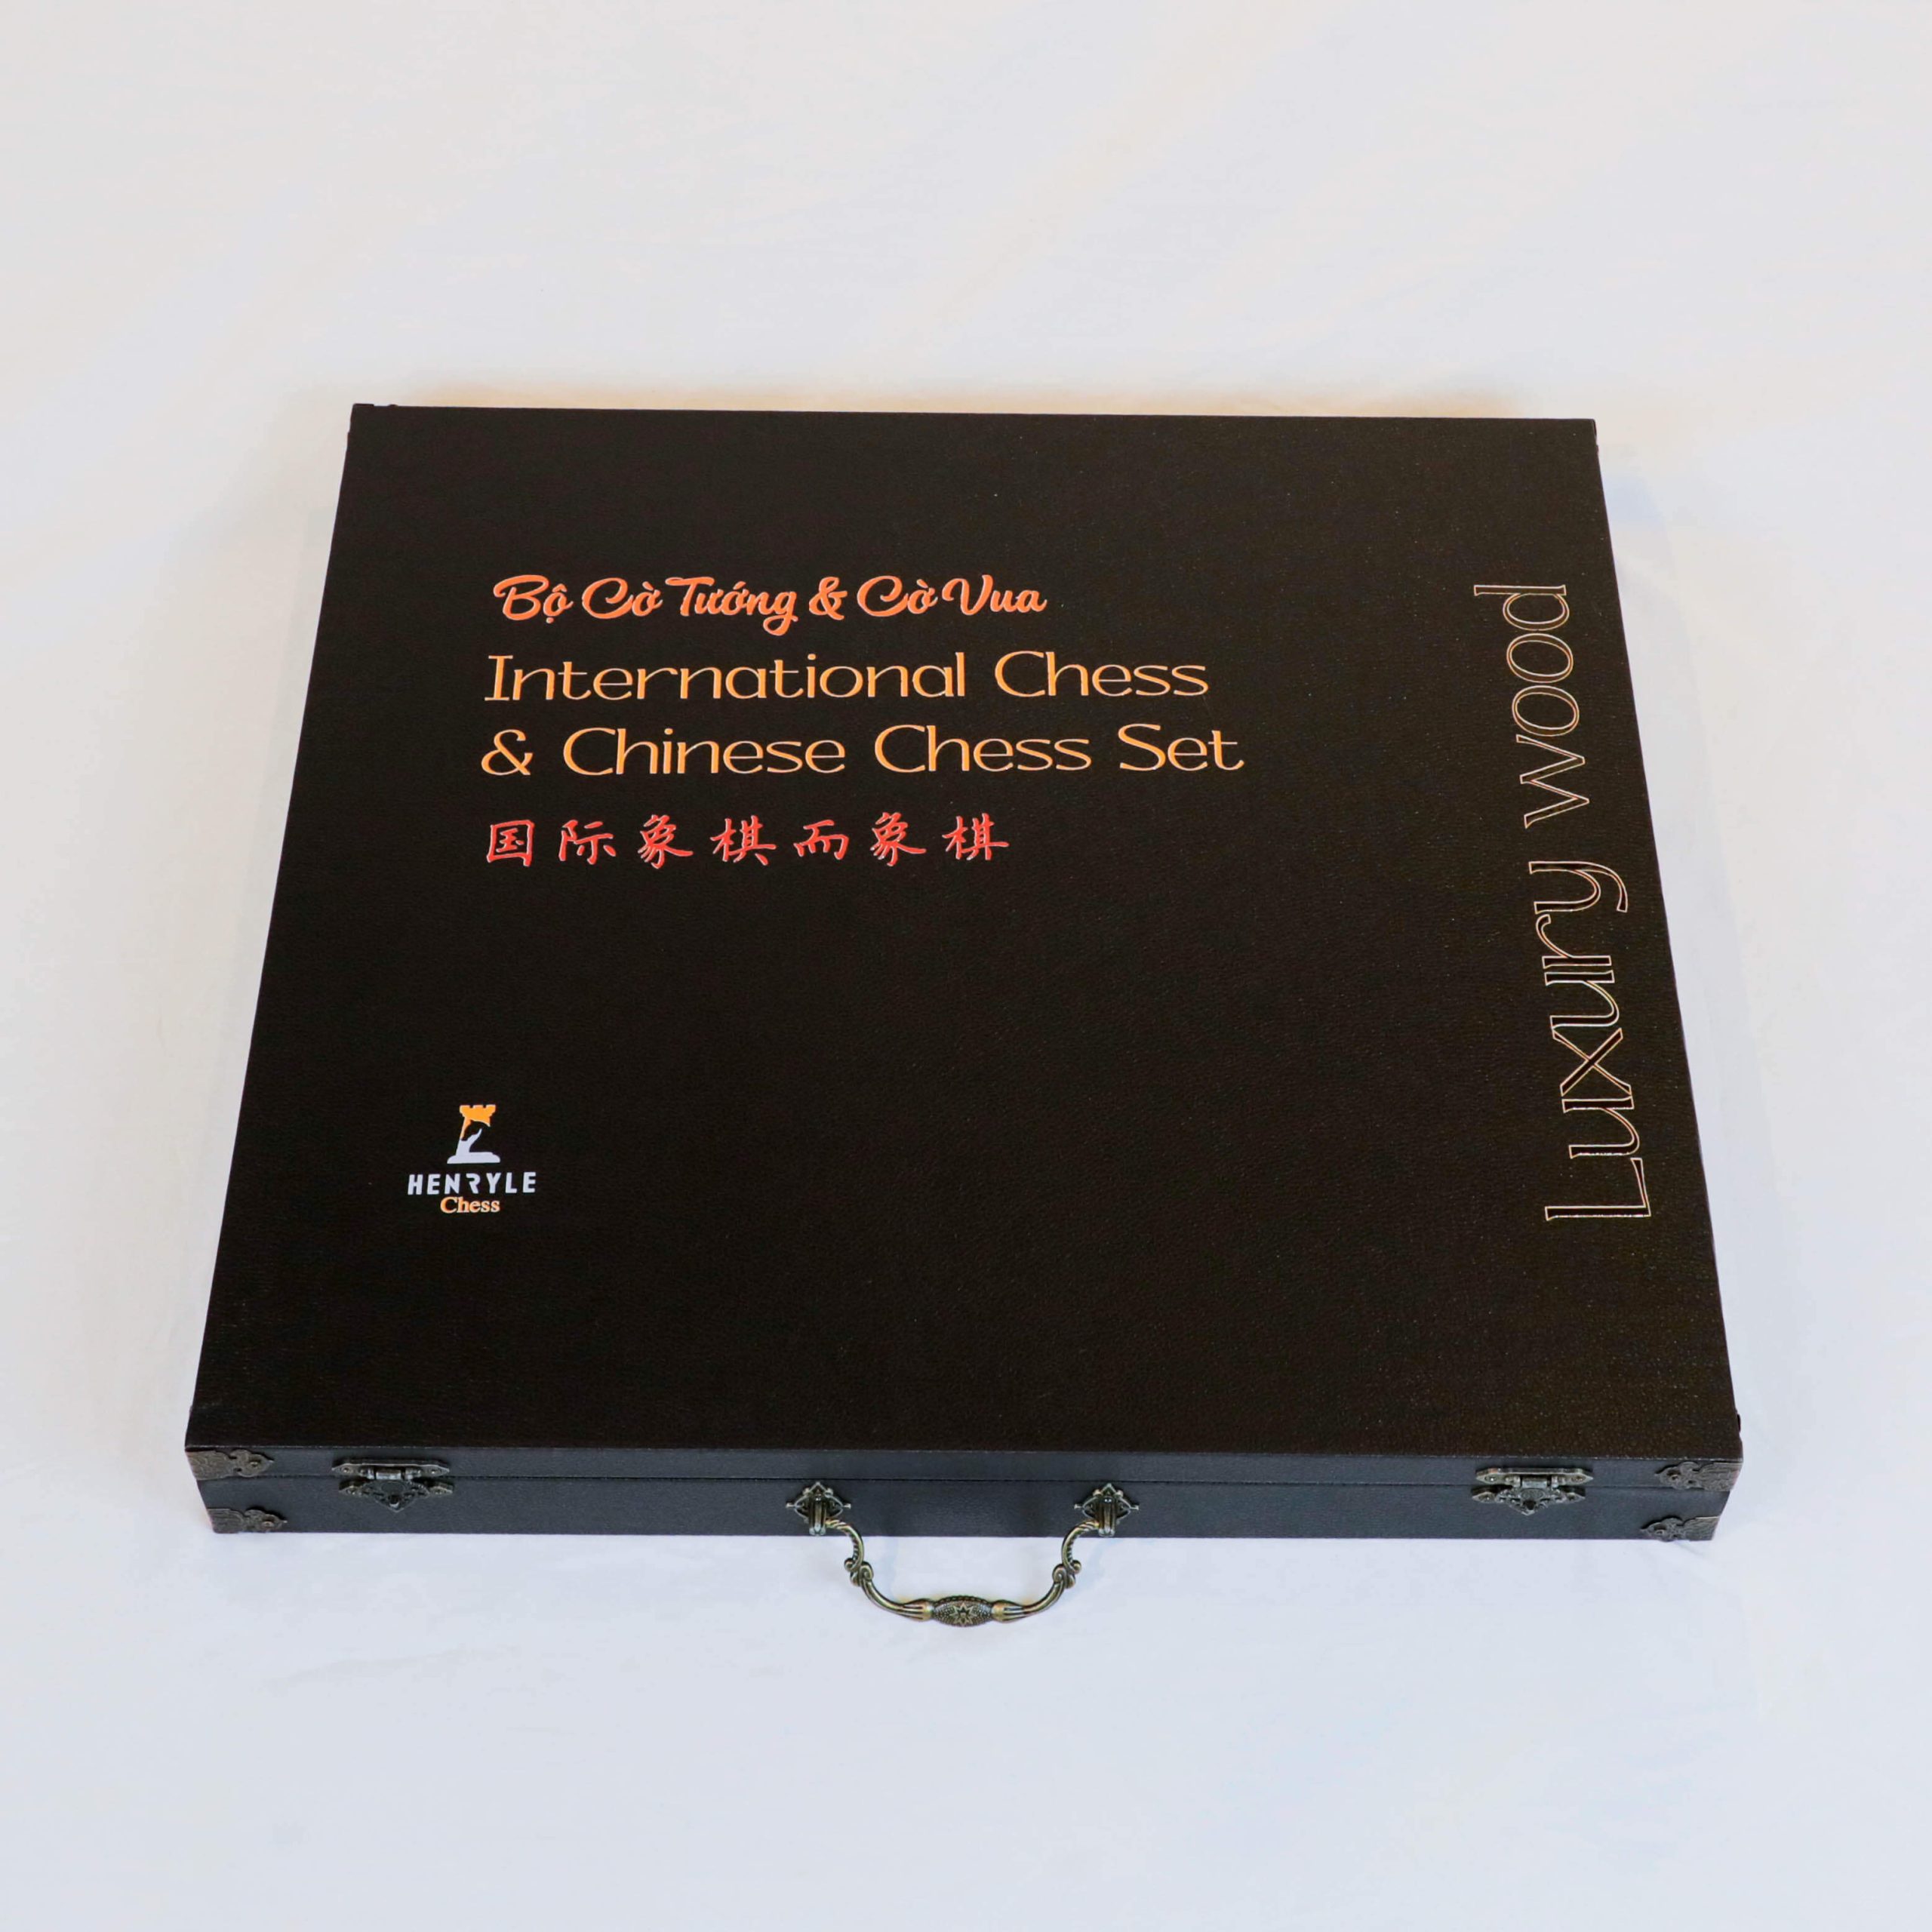 Bộ Cờ Tướng & Cờ Vua
International Chess
& Chinese Chess Set
国际象棋而象棋
HENRYLE
Chess
Luxury wood